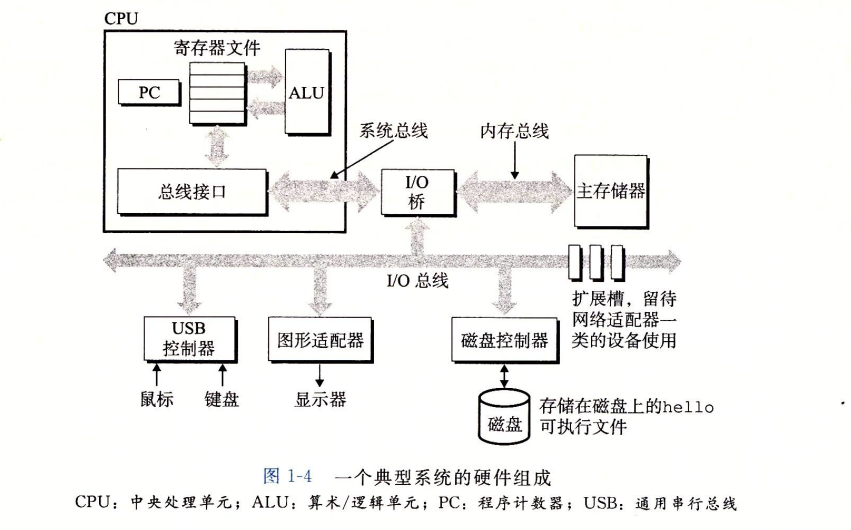 CPU
寄存器文件
PC
ALU
系统总线
内存总线
总线接口
I/O
桥
主存储器
I/O 总线
扩展槽，留待
网络适配器一
类的设备使用
USB
控制器
图形适配器
磁盘控制器
鼠标
键盘
显示器
磁盘
存储在磁盘上的hello
可执行文件
图 1-4 一个典型系统的硬件组成
CPU：中央处理单元；ALU：算术/逻辑单元；PC：程序计数器；USB：通用串行总线